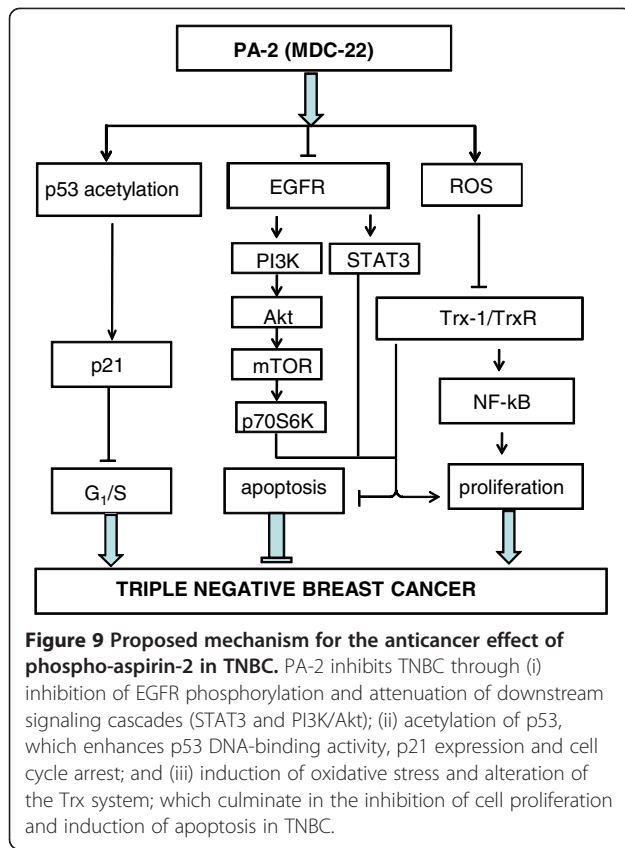 PA-2 (MDC-22)
p53 acetylation
EGFR
ROS
PI3K
STAT3
Akt
Trx-1/TrxR
p21
mTOR
NF-kB
p70S6K
G₁/S
apoptosis
proliferation
TRIPLE NEGATIVE BREAST CANCER
Figure 9 Proposed mechanism for the anticancer effect of
phospho-aspirin-2 in TNBC. PA-2 inhibits TNBC through (i)
inhibition of EGFR phosphorylation and attenuation of downstream
signaling cascades (STAT3 and PI3K/Akt); (ii) acetylation of p53,
which enhances p53 DNA-binding activity, p21 expression and cell
cycle arrest; and (iii) induction of oxidative stress and alteration of
the Trx system; which culminate in the inhibition of cell proliferation
and induction of apoptosis in TNBC.